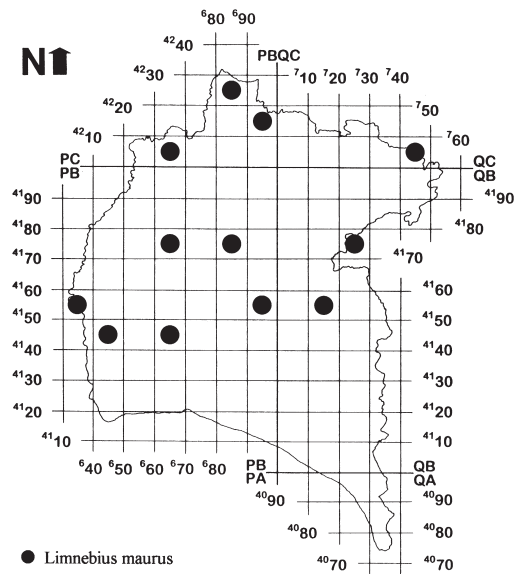 ⁶80 ⁶90
⁴²40
PBQC
N
⁴²30 ⁷10 ⁷20 ⁷30 ⁷40
⁴²20 ⁷50
⁴²10 ⁷60
PC QC
PB QB
⁴¹90 ⁴¹90
⁴¹80 ⁴¹80
⁴¹70 ⁴¹70
⁴¹60 ⁴¹60
⁴¹50 ⁴¹50
⁴¹40 ⁴¹40
⁴¹30 ⁴¹30
⁴¹20 ⁴¹20
⁴¹10 ⁴¹10
⁶40 ⁶50 ⁶60 ⁶70 ⁶80 PB QB
PA QA
⁴⁰90 ⁴⁰90
⁴⁰80 ⁴⁰80
Limnebius maurus
⁴⁰70 ⁴⁰70